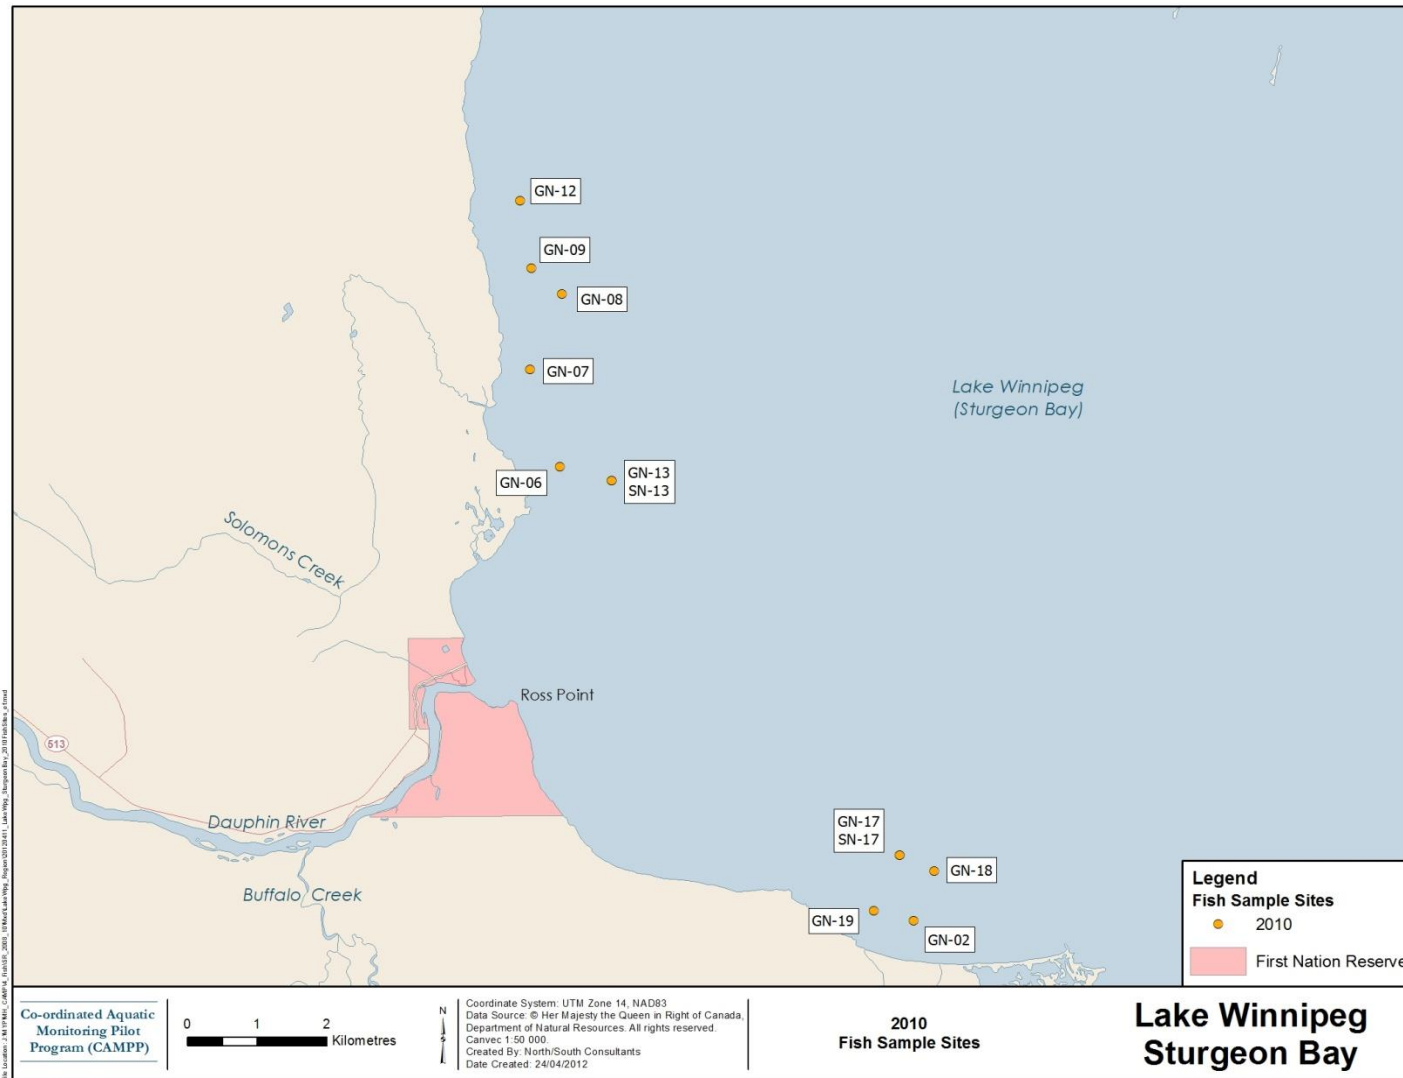 GN-12
GN-09
GN-08
GN-07
Lake Winnipeg
(Sturgeon Bay)
GN-06
GN-13
SN-13
Solomons Creek
Ross Point
513
Dauphin River
Buffalo Creek
GN-17
SN-17
GN-18
GN-19
GN-02
Legend
Fish Sample Sites
2010
First Nation Reserve
Co-ordinated Aquatic
Monitoring Pilot
Program (CAMPP)
0 1 2
Kilometres
N
Coordinate System: UTM Zone 14, NAD83
Data Source: © Her Majesty the Queen in Right of Canada,
Department of Natural Resources. All rights reserved.
Canvec 1:50 000.
Created By: North/South Consultants
Date Created: 24/04/2012
2010
Fish Sample Sites
Lake Winnipeg
Sturgeon Bay